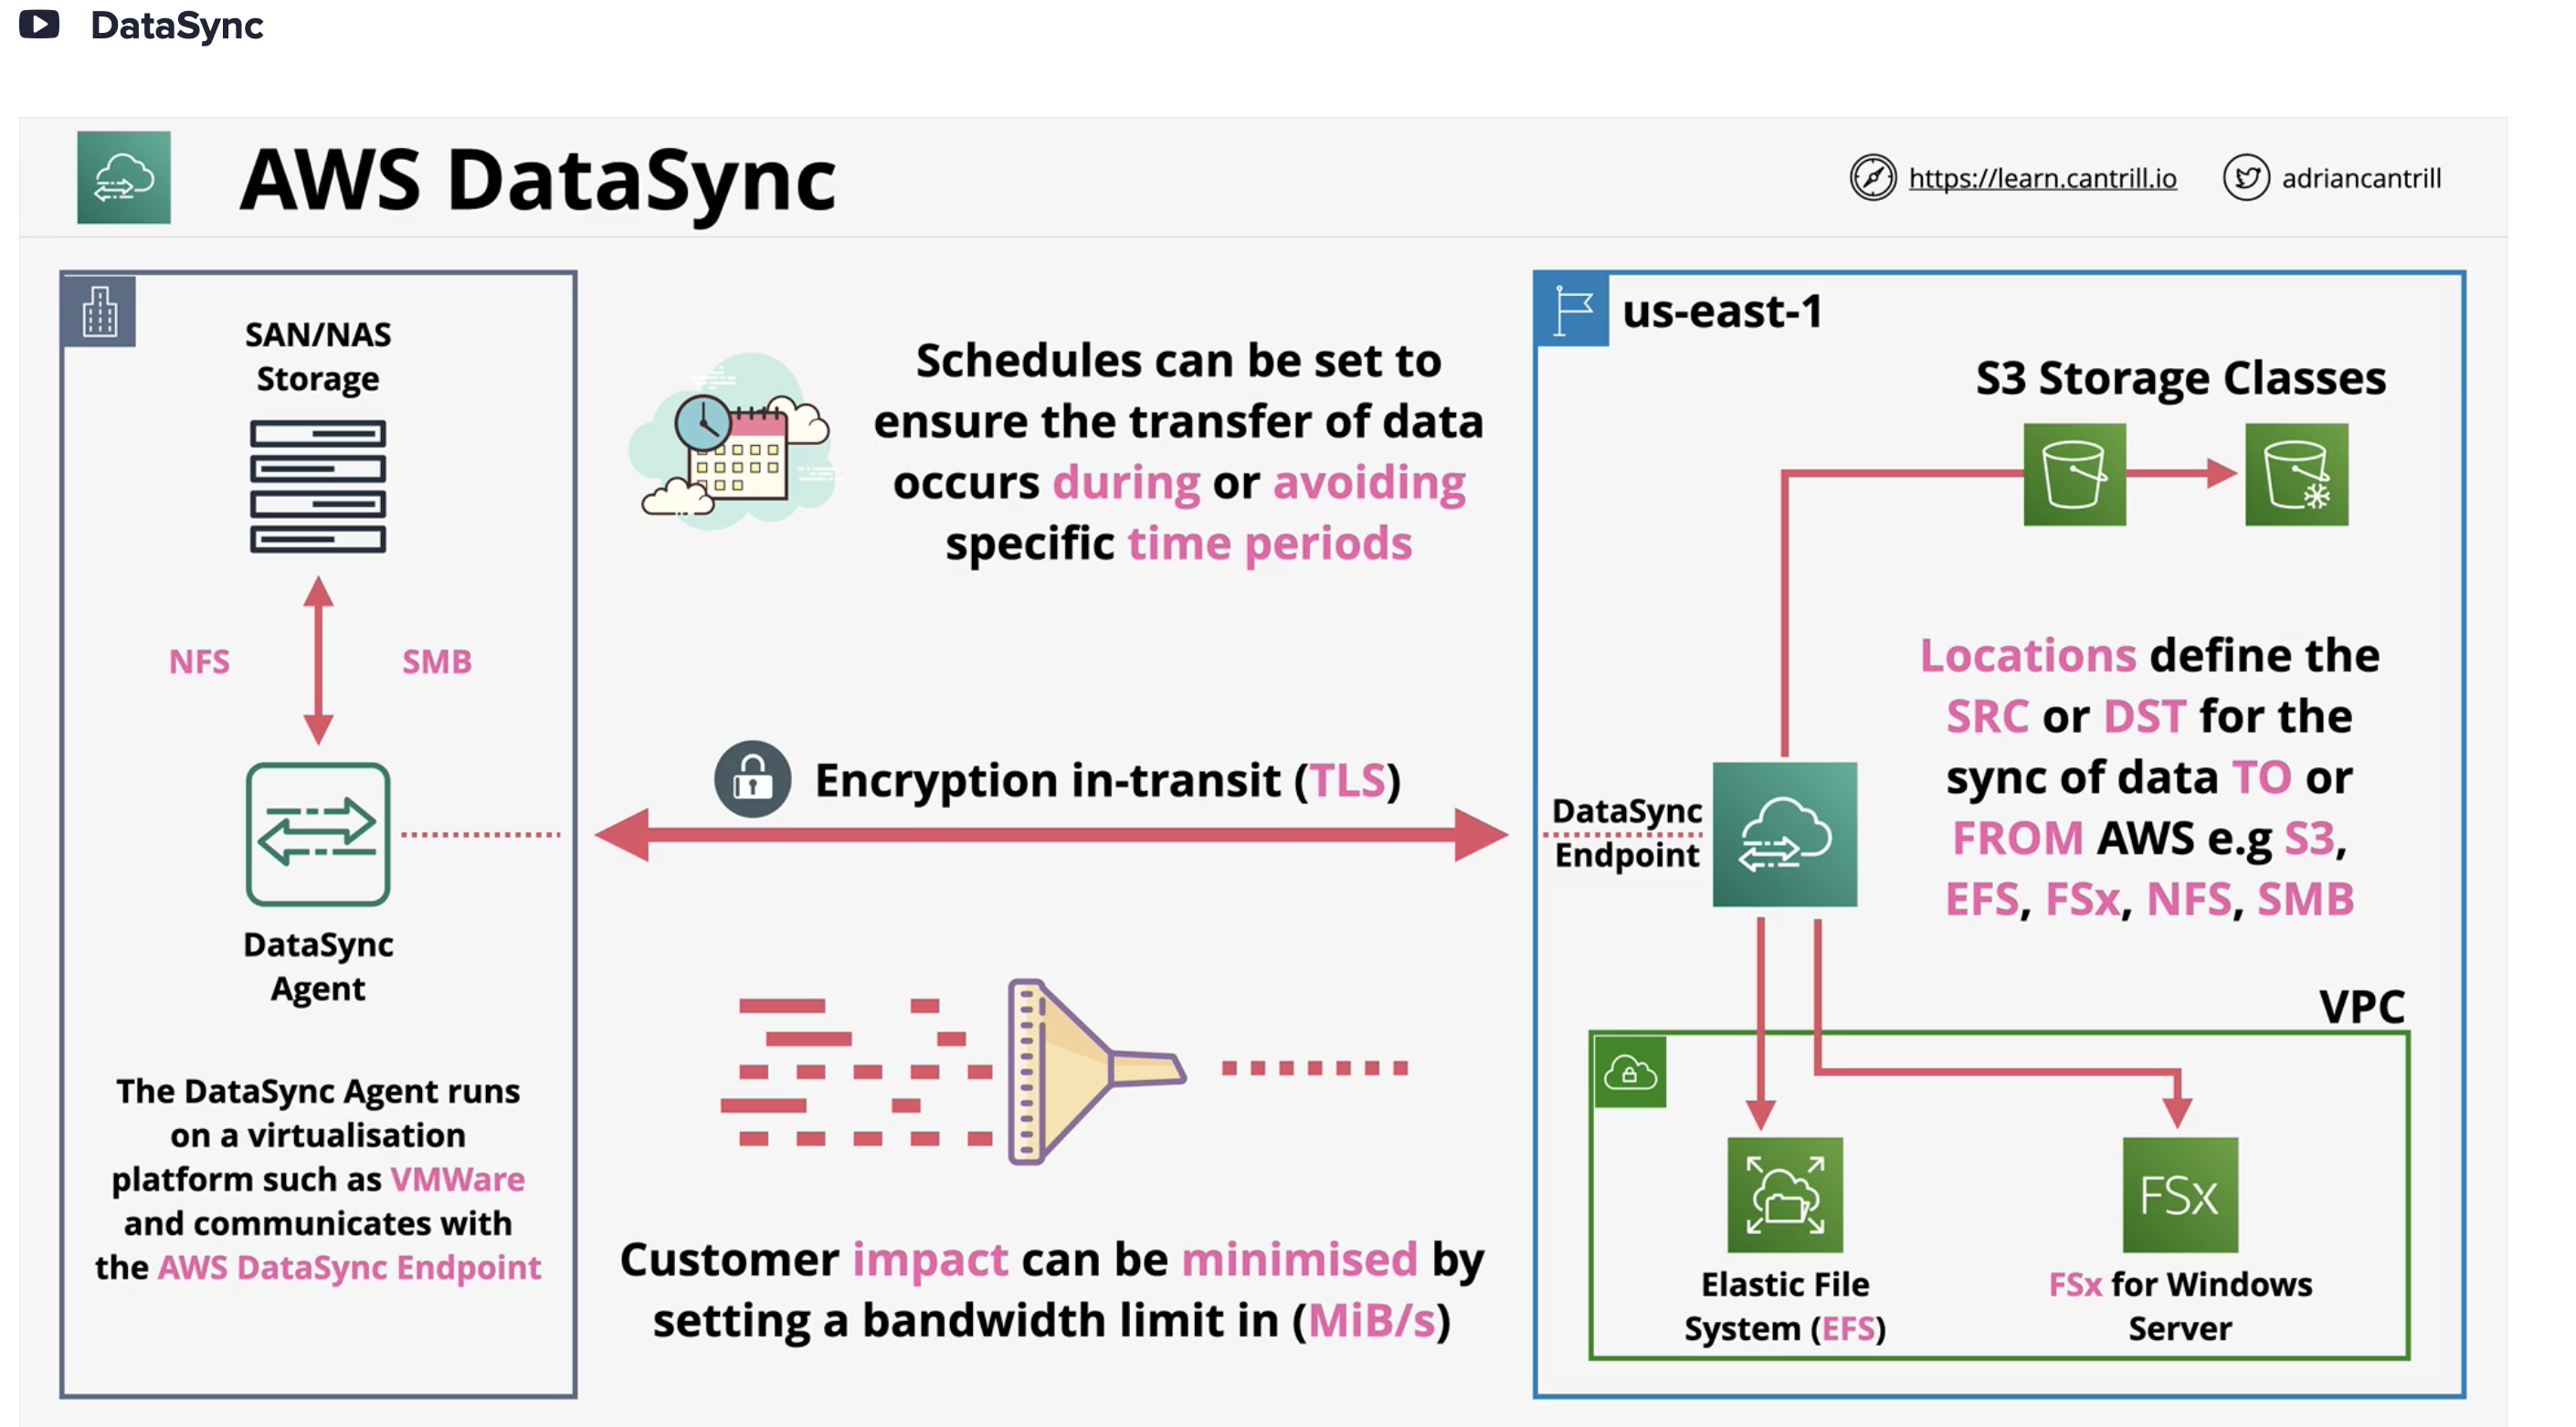 DataSync
AWS DataSync
https://learn.cantrill.io
adriancantrill
SAN/NAS
Storage
NFS
SMB
DataSync
Agent
The DataSync Agent runs
on a virtualisation
platform such as VMWare
and communicates with
the AWS DataSync Endpoint
Schedules can be set to
ensure the transfer of data
occurs during or avoiding
specific time periods
Encryption in-transit (TLS)
Customer impact can be minimised by
setting a bandwidth limit in (MiB/s)
us-east-1
S3 Storage Classes
Locations define the
SRC or DST for the
sync of data TO or
FROM AWS e.g S3,
EFS, FSx, NFS, SMB
DataSync
Endpoint
VPC
Elastic File
System (EFS)
FSx
FSx for Windows
Server